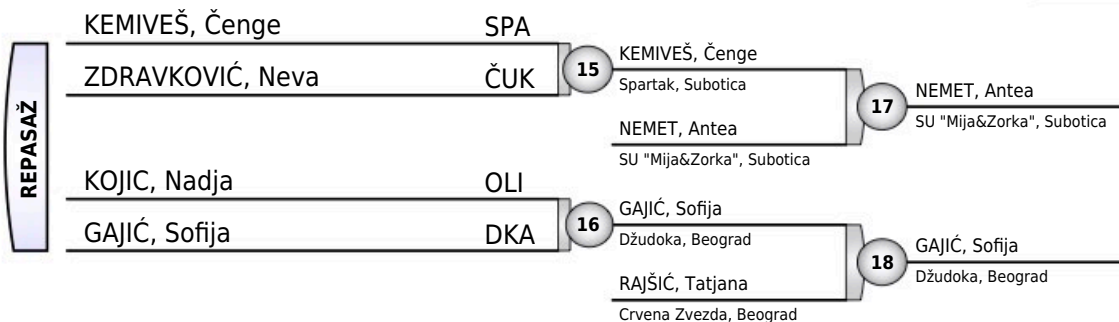 REPASAŽ
KEMIVEŠ, Čenge SPA
ZDRAVKOVIĆ, Neva ČUK
KOJIC, Nadja OLI
GAJIĆ, Sofija DKA
15
KEMIVEŠ, Čenge
Spartak, Subotica
NEMET, Antea
SU "Mija&Zorka", Subotica
16
GAJIĆ, Sofija
Džudoka, Beograd
RAJŠIĆ, Tatjana
Crvena Zvezda, Beograd
17
NEMET, Antea
SU "Mija&Zorka", Subotica
18
GAJIĆ, Sofija
Džudoka, Beograd